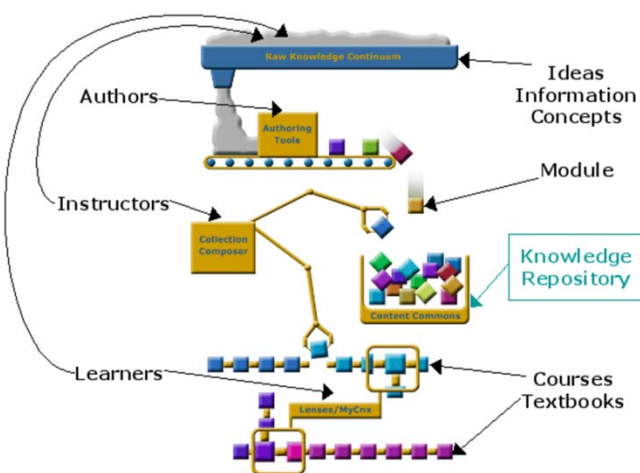 Raw Knowledge Continuum
Ideas
Information
Concepts
Authors
Authoring
Tools
Module
Instructors
Collection
Composer
Knowledge
Repository
Content Commons
Learners
Courses
Textbooks
Lenses/MyCnx